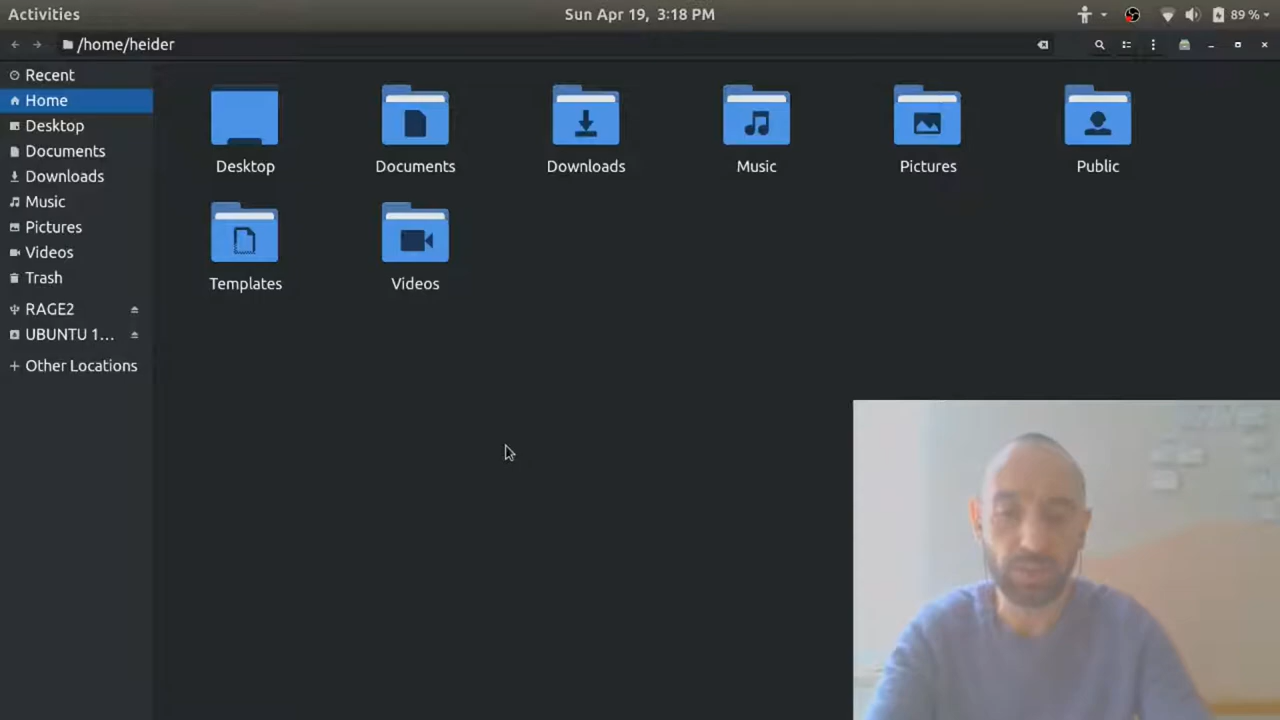 Activities
Sun Apr 19, 3:18 PM
89 %
/home/heider
Recent
Home
Desktop
Documents
Downloads
Music
Pictures
Videos
Trash
RAGE2
UBUNTU 1...
Other Locations
Desktop
Documents
Downloads
Music
Pictures
Public
Templates
Videos